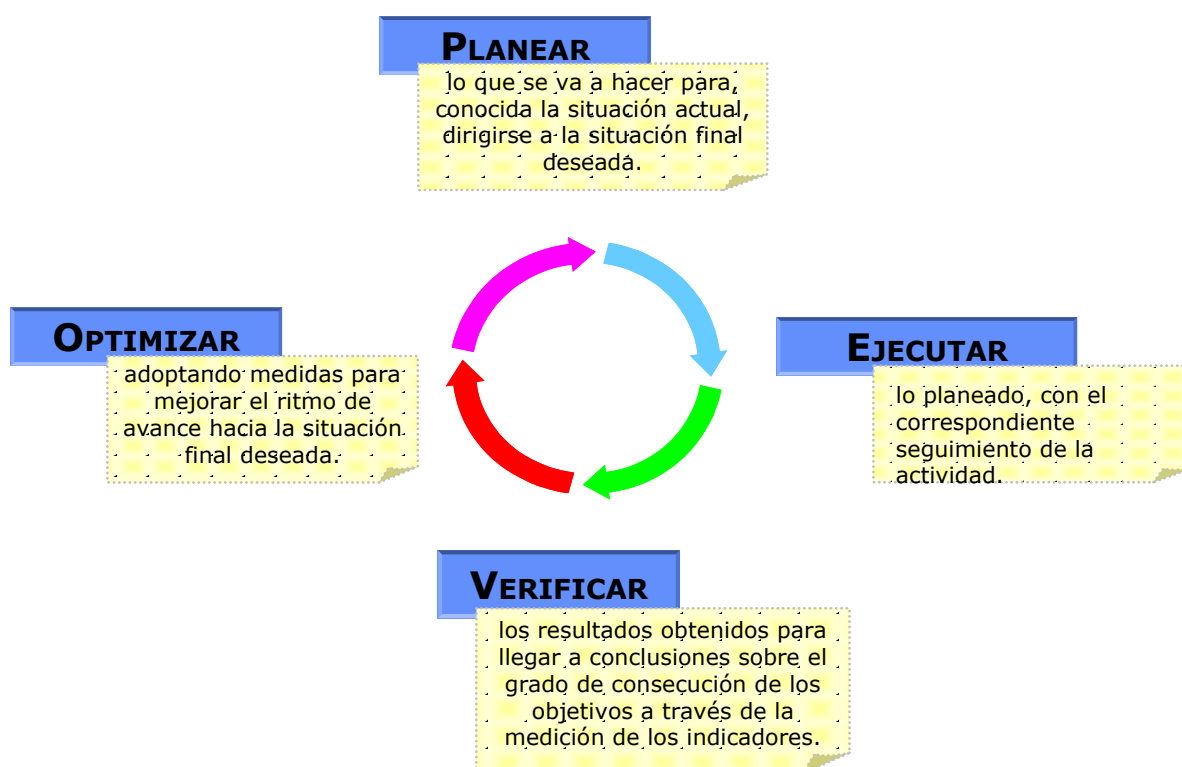 PLANEAR
lo que se va a hacer para,
conocida la situación actual,
dirigirse a la situación final
deseada.
OPTIMIZAR
adoptando medidas para
mejorar el ritmo de
avance hacia la situación
final deseada.
EJECUTAR
lo planeado, con el
correspondiente
seguimiento de la
actividad.
VERIFICAR
los resultados obtenidos para
llegar a conclusiones sobre el
grado de consecución de los
objetivos a través de la
medición de los indicadores.